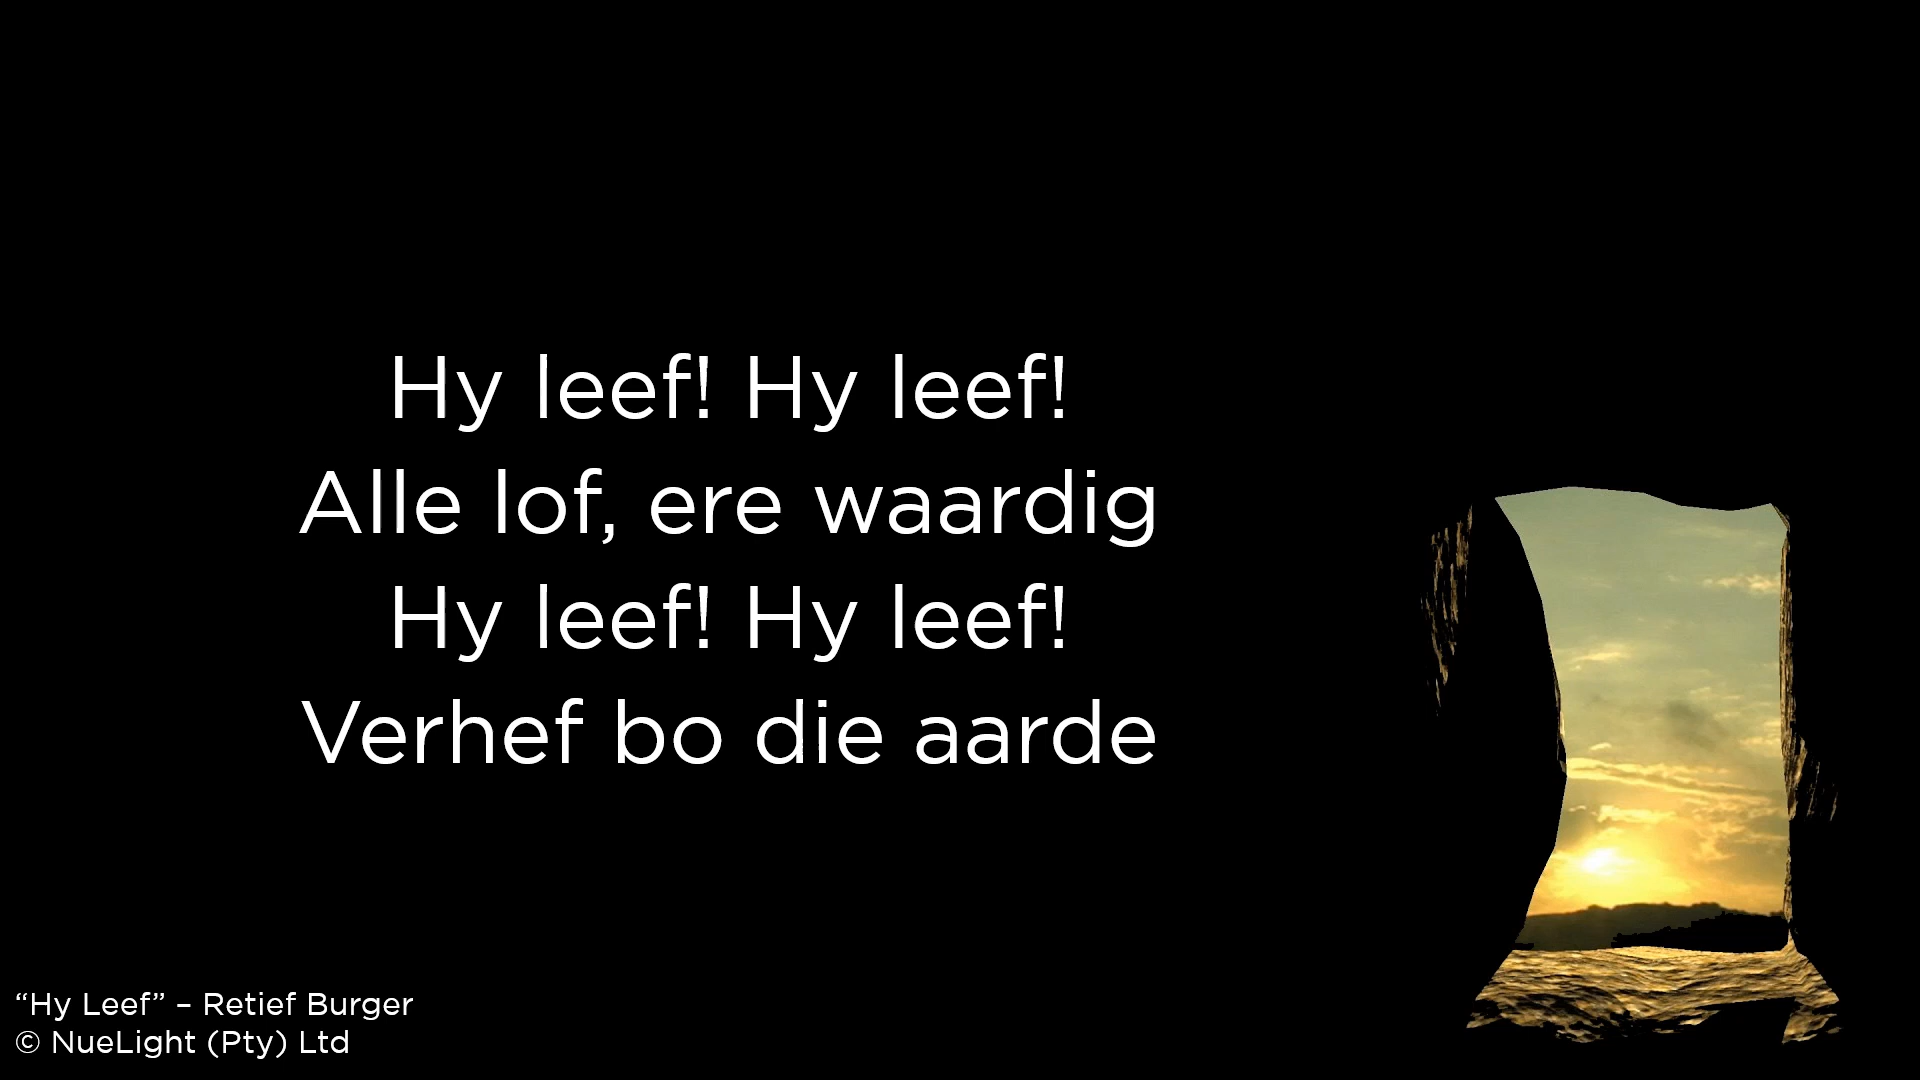 Hy leef! Hy leef!
Alle lof, ere waardig
Hy leef! Hy leef!
Verhef bo die aarde
“Hy Leef” – Retief Burger
© NueLight (Pty) Ltd